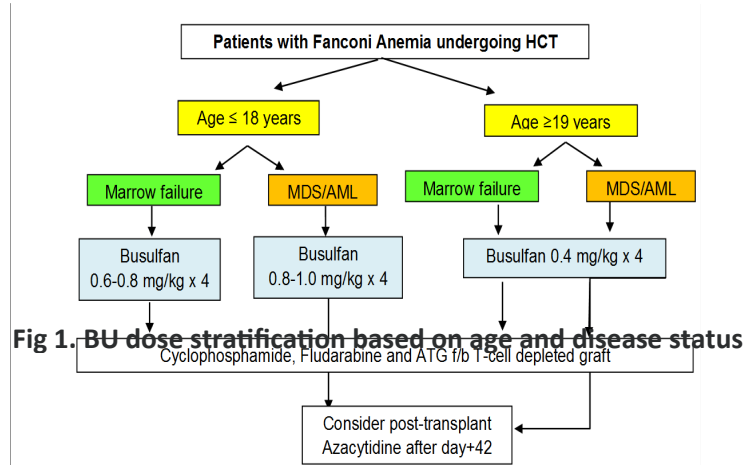 Patients with Fanconi Anemia undergoing HCT
Age ≤ 18 years
Age ≥19 years
Marrow failure
MDS/AML
Marrow failure
MDS/AML
Busulfan
0.6-0.8 mg/kg x 4
Busulfan
0.8-1.0 mg/kg x 4
Busulfan 0.4 mg/kg x 4
Fig 1. BU dose stratification based on age and disease status
Cyclophosphamide, Fludarabine and ATG f/b T-cell depleted graft
Consider post-transplant
Azacytidine after day+42